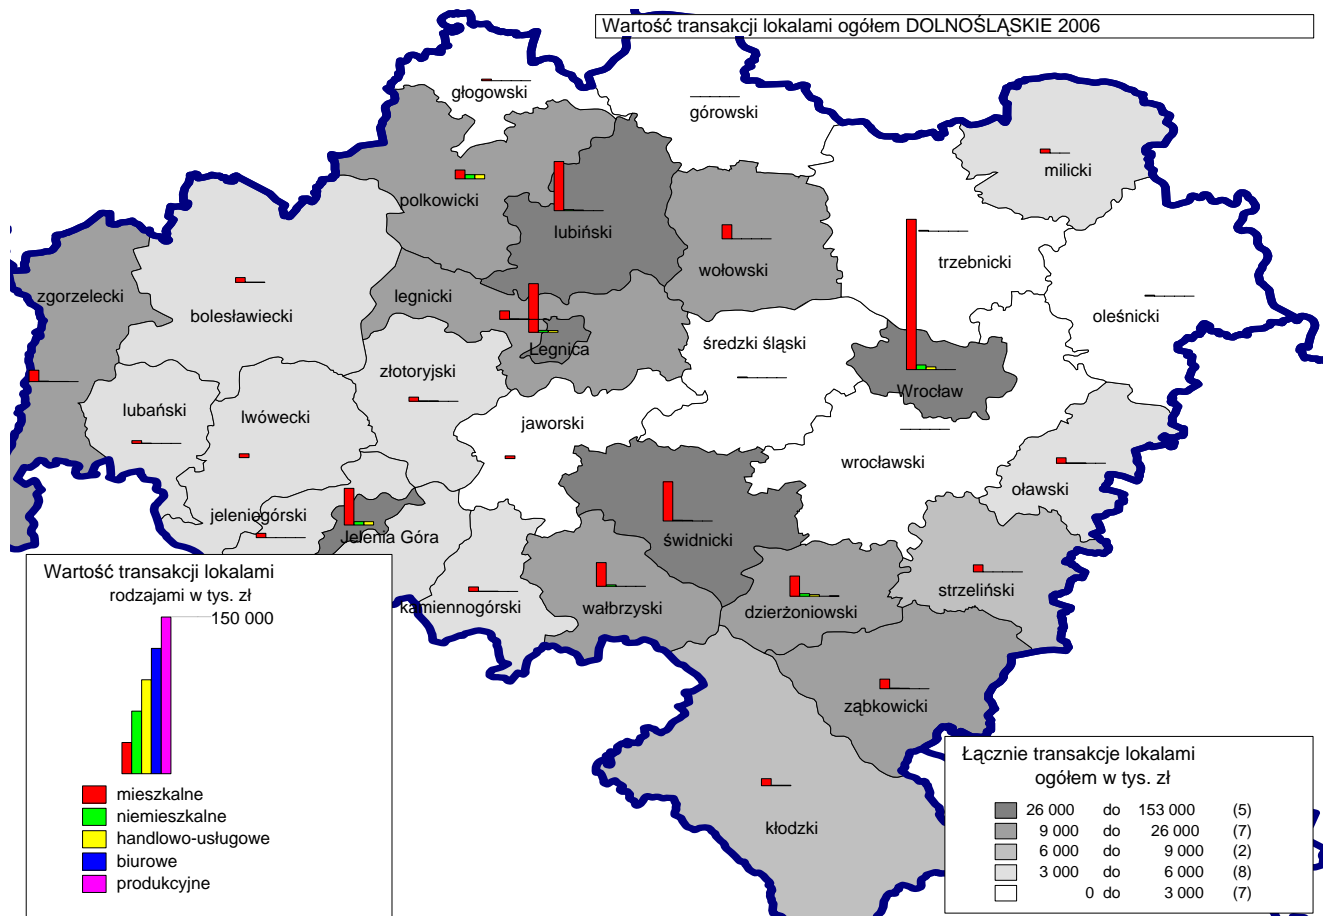 Wartość transakcji lokalami ogółem DOLNOŚLĄSKIE 2006
głogowski
górowski
milicki
polkowicki
lubiński
wołowski
trzebnicki
zgorzelecki
bolesławiecki
legnicki
oleśnicki
Legnica
średzki śląski
złotoryjski
Wrocław
lubański
lwówecki
jaworski
wrocławski
oławski
jeleniogórski
Jelenia Góra
świdnicki
strzeliński
kamiennogórski
wałbrzyski
dzierżoniowski
ząbkowicki
kłodzki
Wartość transakcji lokalami
rodzajami w tys. zł
150 000
mieszkalne
niemieszkalne
handlowo-usługowe
biurowe
produkcyjne
Łącznie transakcje lokalami
ogółem w tys. zł
26 000 do 153 000 (5)
9 000 do 26 000 (7)
6 000 do 9 000 (2)
3 000 do 6 000 (8)
0 do 3 000 (7)